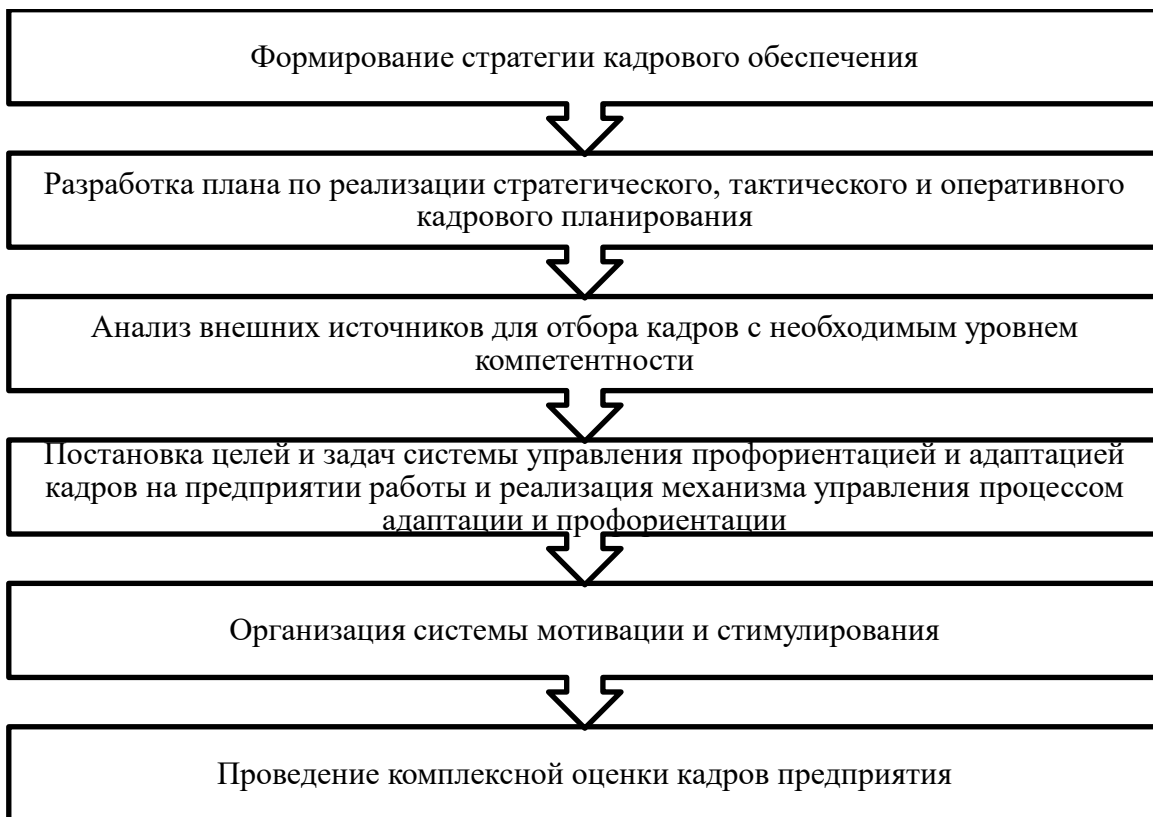 Формирование стратегии кадрового обеспечения
Разработка плана по реализации стратегического, тактического и оперативного
кадрового планирования
Анализ внешних источников для отбора кадров с необходимым уровнем
компетентности
Постановка целей и задач системы управления профориентацией и адаптацией
кадров на предприятии работы и реализация механизма управления процессом
адаптации и профориентации
Организация системы мотивации и стимулирования
Проведение комплексной оценки кадров предприятия